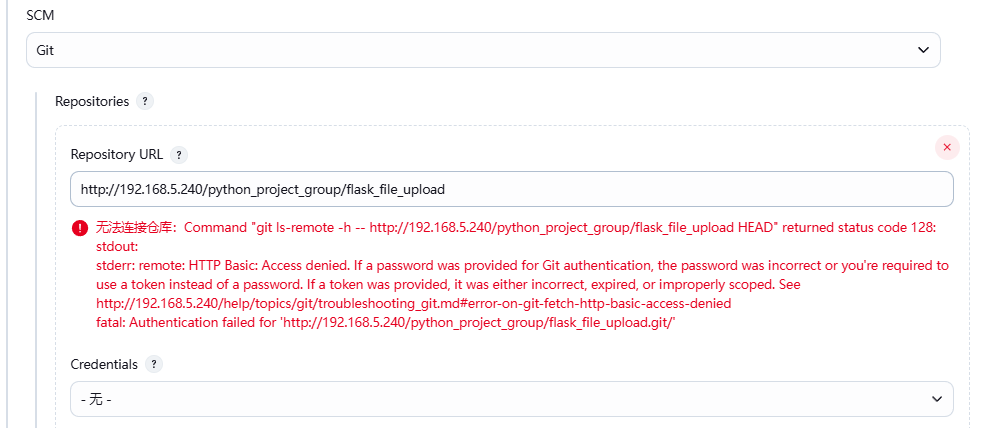 SCM
Git
Repositories ?
Repository URL ?
http://192.168.5.240/python_project_group/flask_file_upload
无法连接仓库：Command "git ls-remote -h -- http://192.168.5.240/python_project_group/flask_file_upload HEAD" returned status code 128:
stdout:
stderr: remote: HTTP Basic: Access denied. If a password was provided for Git authentication, the password was incorrect or you're required to
use a token instead of a password. If a token was provided, it was either incorrect, expired, or improperly scoped. See
http://192.168.5.240/help/topics/git/troubleshooting_git.md#error-on-git-fetch-http-basic-access-denied
fatal: Authentication failed for 'http://192.168.5.240/python_project_group/flask_file_upload.git/'
Credentials ?
- 无 -